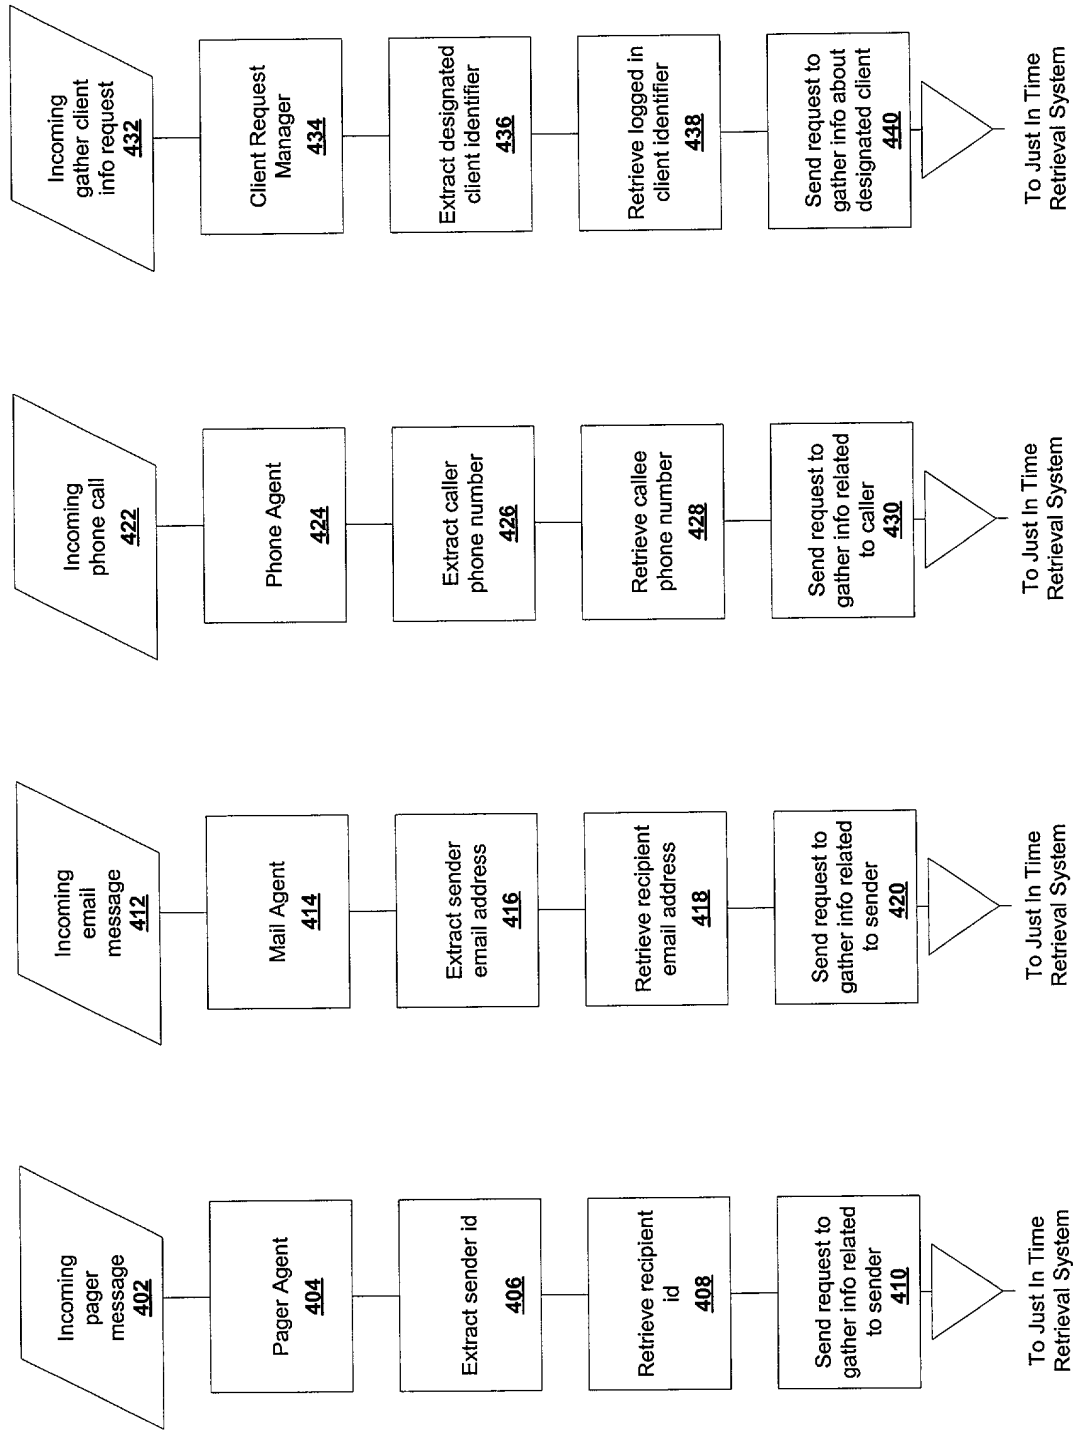 Incoming
pager
message
402
Pager Agent
404
Extract sender id
406
Retrieve recipient
id
408
Send request to
gather info related
to sender
410
To Just In Time
Retrieval System
Incoming
email
message
412
Mail Agent
414
Extract sender
email address
416
Retrieve recipient
email address
418
Send request to
gather info related
to sender
420
To Just In Time
Retrieval System
Incoming
phone call
422
Phone Agent
424
Extract caller
phone number
426
Retrieve callee
phone number
428
Send request to
gather info related
to caller
430
To Just In Time
Retrieval System
Incoming
gather client
info request
432
Client Request
Manager
434
Extract designated
client identifier
436
Retrieve logged in
client identifier
438
Send request to
gather info about
designated client
440
To Just In Time
Retrieval System